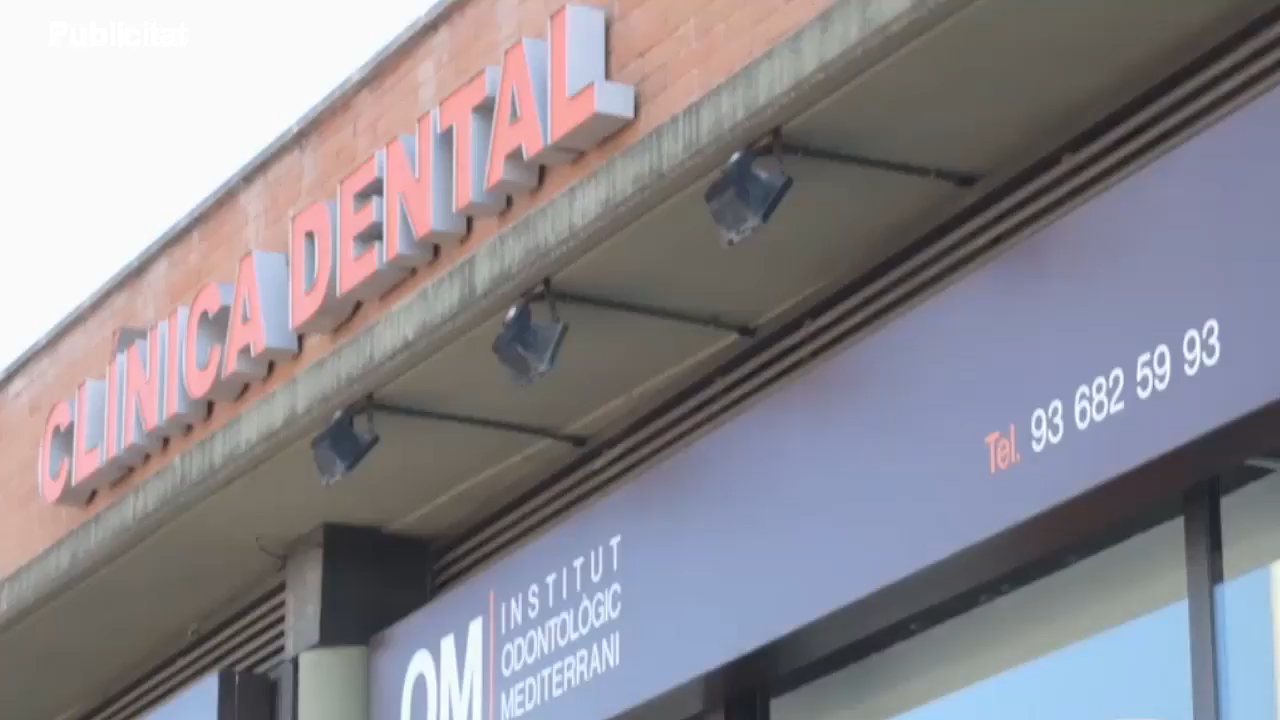 Publicitat
CLÍNICA DENTAL
Tel. 93 682 59 93
OM
INSTITUT
ODONTOLÒGIC
MEDITERRANI